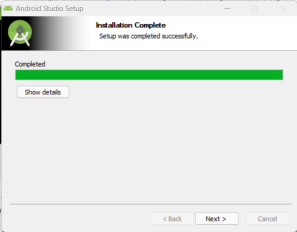 Android Studio Setup
Installation Complete
Setup was completed successfully.
Completed
Show details
< Back
Next >
Cancel